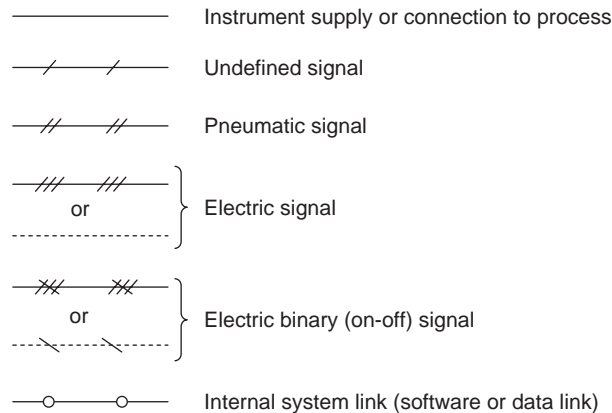 Instrument supply or connection to process
Undefined signal
Pneumatic signal
or
Electric signal
or
Electric binary (on-off) signal
Internal system link (software or data link)